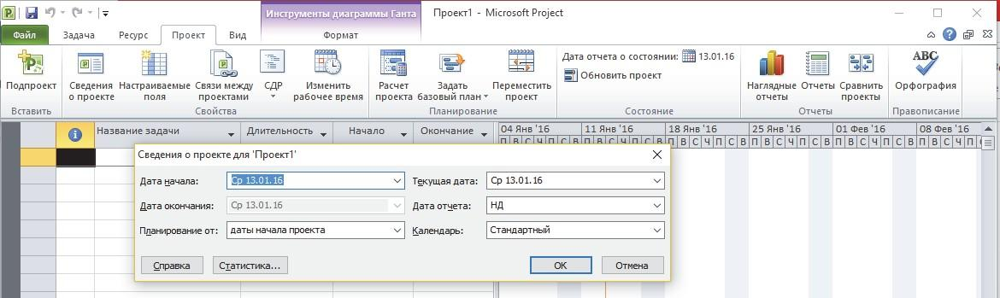 Инструменты диаграммы Ганта
Проект1 - Microsoft Project
Файл Задача Ресурс Проект Вид Формат
Подпроект
Сведения о проекте
Настраиваемые поля
Связи между проектами
СДР
Изменить рабочее время
Расчет проекта
Задать базовый план
Переместить проект
Дата отчета о состоянии: 13.01.16
Обновить проект
Наглядные отчеты
Отчеты
Сравнить проекты
ABC
Орфография
Вставить Свойства Планирование Состояние Отчеты Правописание
Название задачи Длительность Начало Окончание
04 Янв '16 11 Янв '16 18 Янв '16 25 Янв '16 01 Фев '16 08 Фев '16
П В С Ч П С В П В С Ч П С В П В С Ч П С В П В С Ч П С В П В С Ч П С В П В С Ч П С
Сведения о проекте для 'Проект1'
Дата начала: Ср 13.01.16 Текущая дата: Ср 13.01.16
Дата окончания: Ср 13.01.16 Дата отчета: НД
Планирование от: даты начала проекта Календарь: Стандартный
Справка Статистика... ОК Отмена